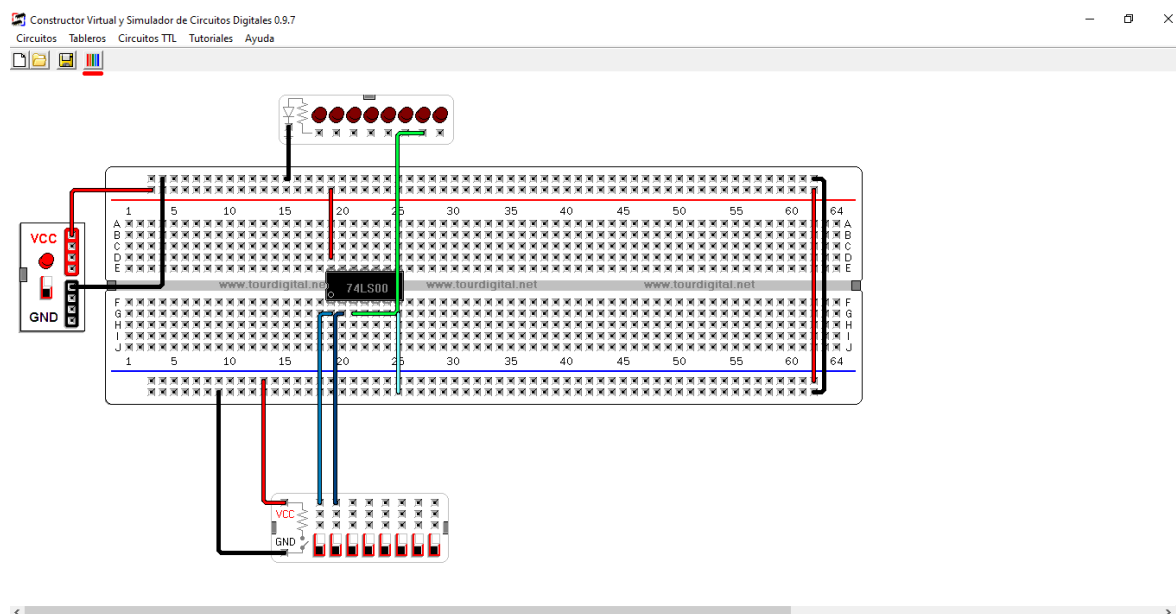 Constructor Virtual y Simulador de Circuitos Digitales 0.9.7
Circuitos Tableros Circuitos TTL Tutoriales Ayuda
1 5 10 15 20 25 30 35 40 45 50 55 60 64
A A
B B
C C
D D
E E
VCC
GND
www.tourdigital.ne 74LS00 www.tourdigital.net www.tourdigital.net
F F
G G
H H
I I
J J
1 5 10 15 20 25 30 35 40 45 50 55 60 64
VCC
GND